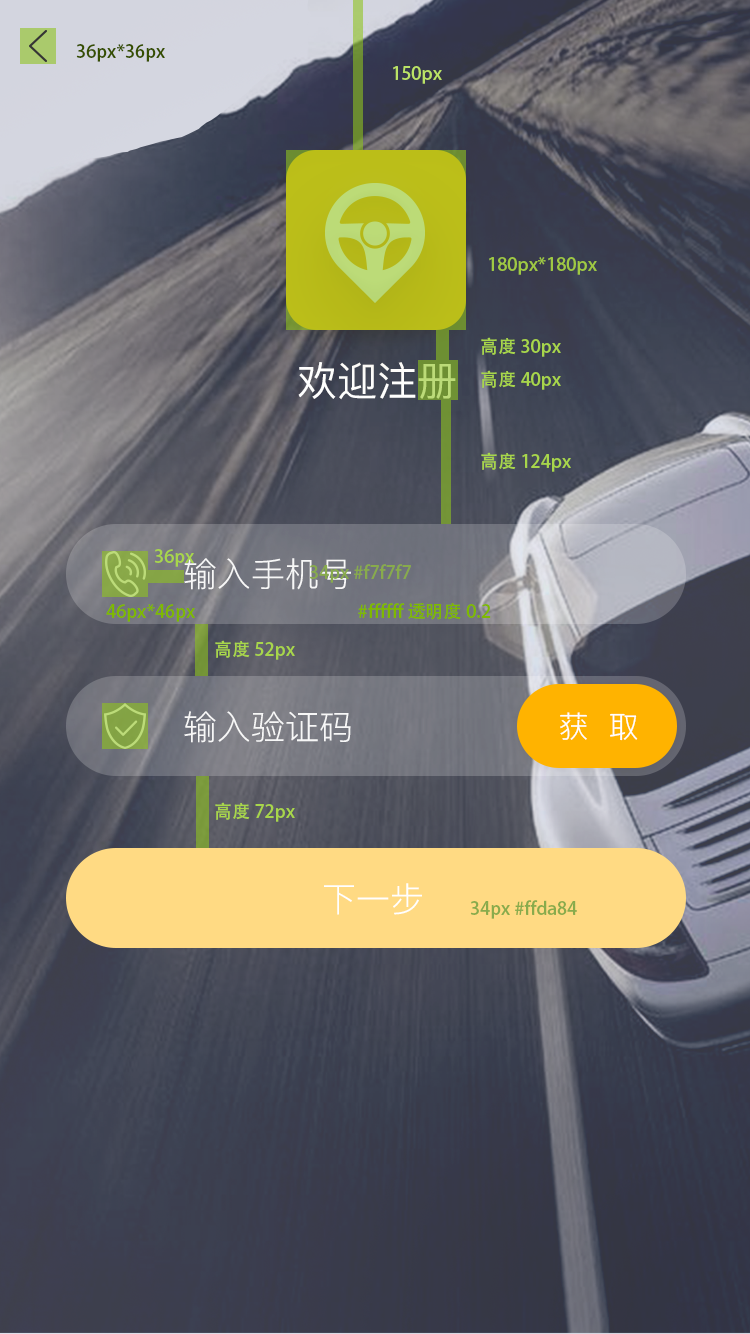 36px*36px
150px
180px*180px
高度 30px
欢迎注册
高度 40px
高度 124px
36px
输入手机号
34px #f7f7f7
46px*46px
#ffffff 透明度 0.2
高度 52px
输入验证码
获 取
高度 72px
下一步
34px #ffda84